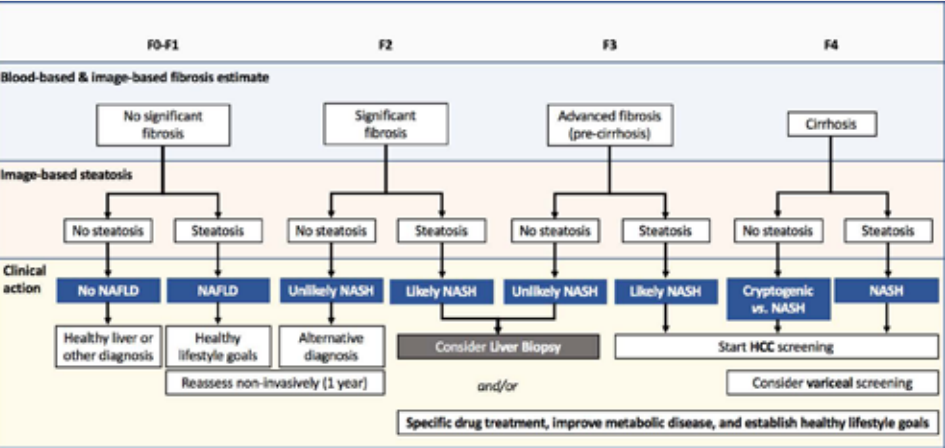 F0-F1 F2 F3 F4
Blood-based & image-based fibrosis estimate
No significant
fibrosis
Significant
fibrosis
Advanced fibrosis
(pre-cirrhosis)
Cirrhosis
Image-based steatosis
No steatosis
Steatosis
No steatosis
Steatosis
No steatosis
Steatosis
No steatosis
Steatosis
Clinical
action
No NAFLD
NAFLD
Unlikely NASH
Likely NASH
Unlikely NASH
Likely NASH
Cryptogenic
vs. NASH
NASH
Healthy liver or
other diagnosis
Healthy
lifestyle goals
Alternative
diagnosis
Consider Liver Biopsy
Start HCC screening
Reassess non-invasively (1 year)
and/or
Consider variceal screening
Specific drug treatment, improve metabolic disease, and establish healthy lifestyle goals